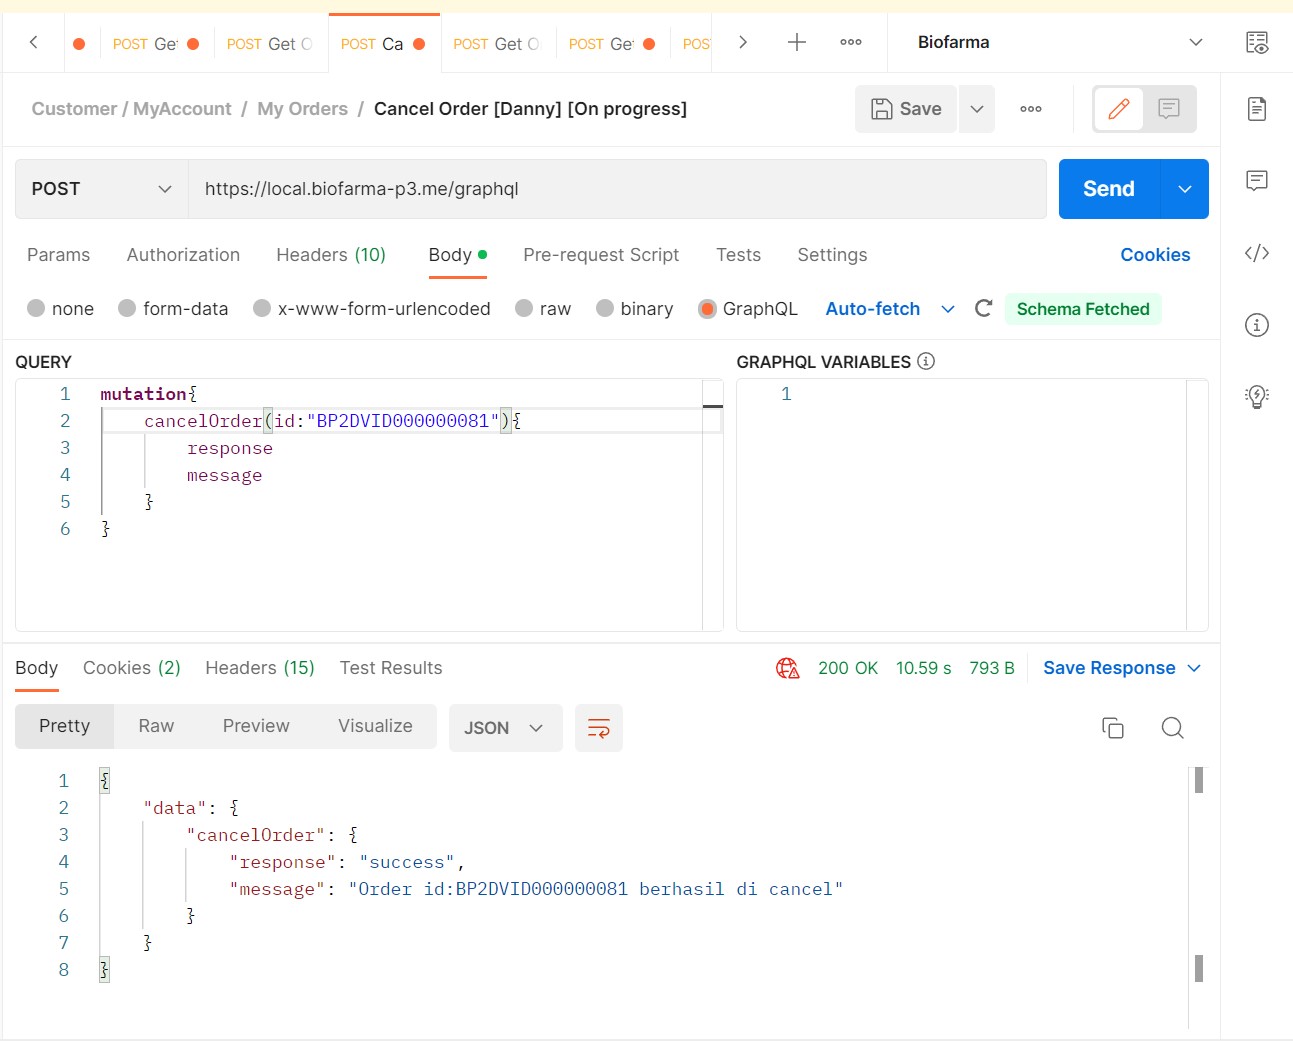 POST Get POST Get O POST Ca POST Get O POST Get POS Biofarma
Customer / MyAccount / My Orders / Cancel Order [Danny] [On progress] Save
POST https://local.biofarma-p3.me/graphql Send
Params Authorization Headers (10) Body Pre-request Script Tests Settings Cookies
none form-data x-www-form-urlencoded raw binary GraphQL Auto-fetch Schema Fetched
QUERY GRAPHQL VARIABLES
1 mutation{ 1
2 cancelOrder(id:"BP2DVID000000081"){
3 response
4 message
5 }
6 }
Body Cookies (2) Headers (15) Test Results 200 OK 10.59 s 793 B Save Response
Pretty Raw Preview Visualize JSON
1 {
2 "data": {
3 "cancelOrder": {
4 "response": "success",
5 "message": "Order id:BP2DVID000000081 berhasil di cancel"
6 }
7 }
8 }